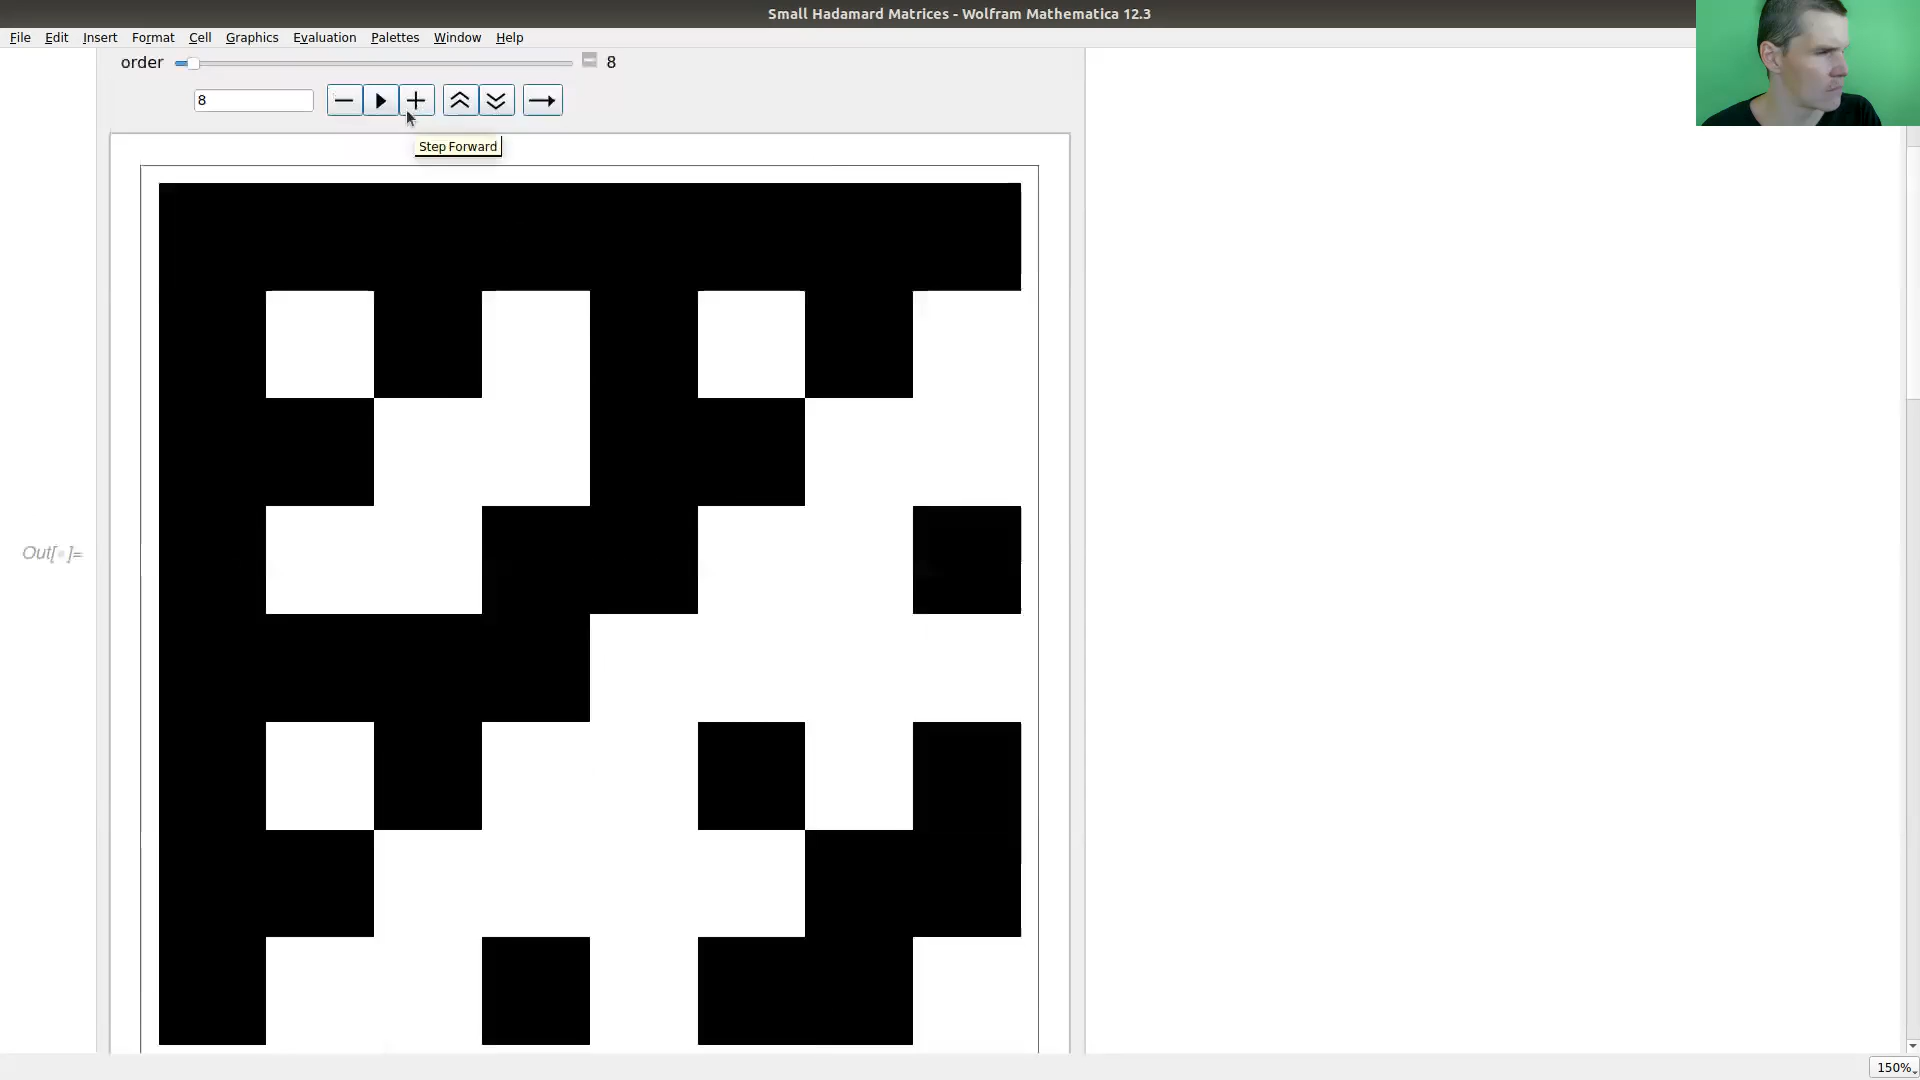 Small Hadamard Matrices - Wolfram Mathematica 12.3
File Edit Insert Format Cell Graphics Evaluation Palettes Window Help
order 8
8
Step Forward
Out[ ]=
150%